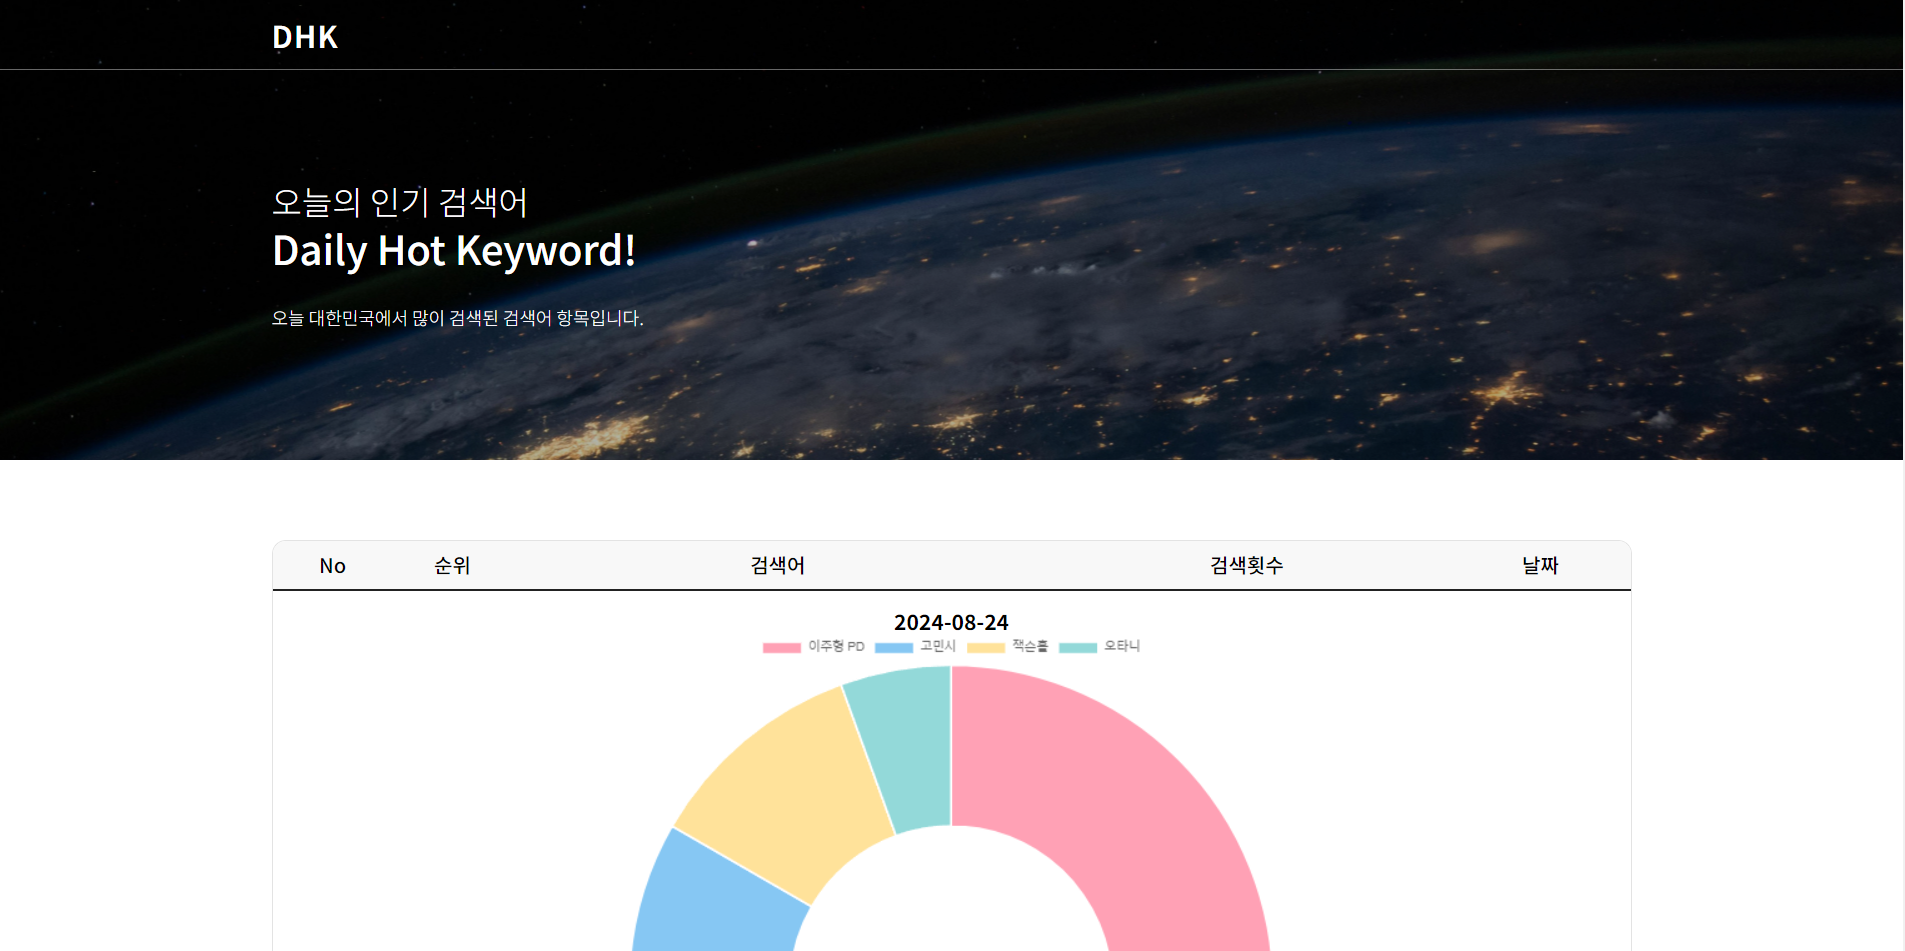 DHK
오늘의 인기 검색어
Daily Hot Keyword!
오늘 대한민국에서 많이 검색된 검색어 항목입니다.
No 순위 검색어 검색횟수 날짜
2024-08-24
이주형 PD 고민시 잭슨홀 오타니